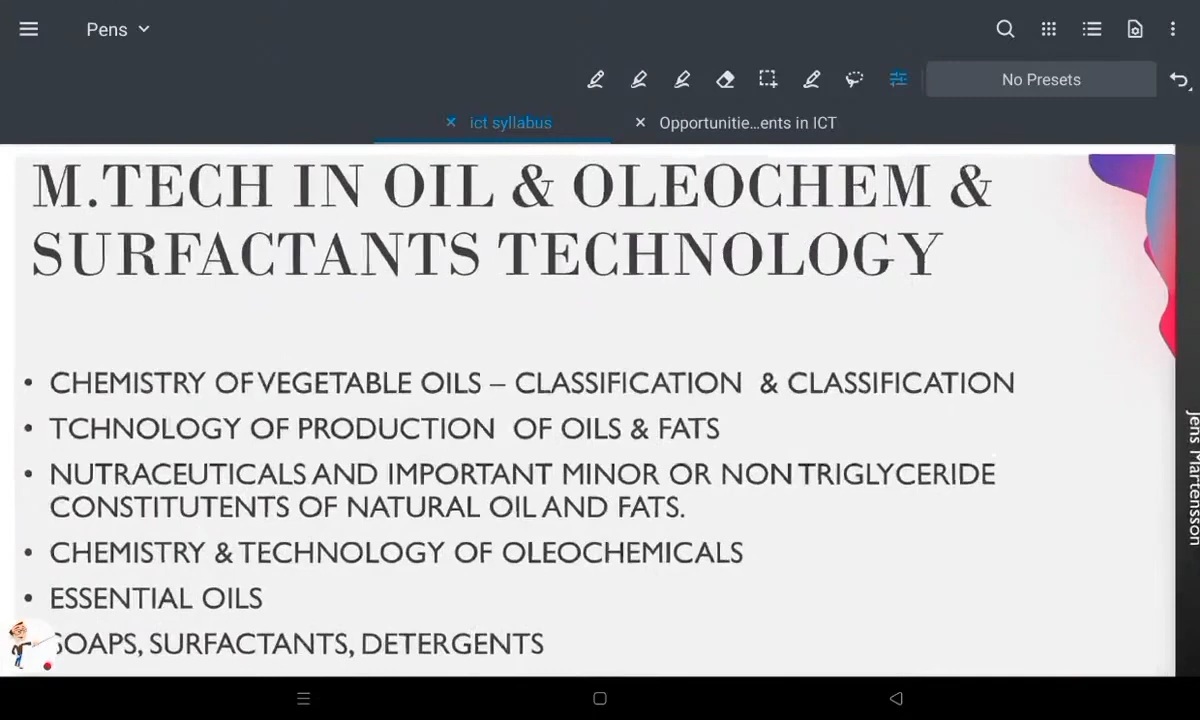 Pens
No Presets
ict syllabus
Opportunitie...ents in ICT
M.TECH IN OIL & OLEOCHEM &
SURFACTANTS TECHNOLOGY
• CHEMISTRY OF VEGETABLE OILS – CLASSIFICATION & CLASSIFICATION
• TCHNOLOGY OF PRODUCTION OF OILS & FATS
• NUTRACEUTICALS AND IMPORTANT MINOR OR NON TRIGLYCERIDE
CONSTITUTENTS OF NATURAL OIL AND FATS.
• CHEMISTRY & TECHNOLOGY OF OLEOCHEMICALS
• ESSENTIAL OILS
SOAPS, SURFACTANTS, DETERGENTS
Jens Martensson